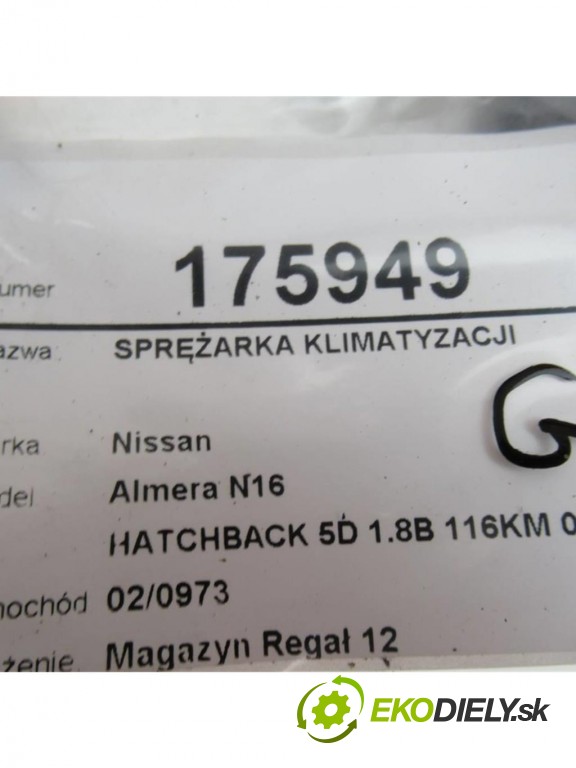 umer 175949
azwa SPRĘŻARKA KLIMATYZACJI
G
rka Nissan
del Almera N16
HATCHBACK 5D 1.8B 116KM 0
mochód 02/0973
żenie Magazyn Regał 12
EKODIELY.sk